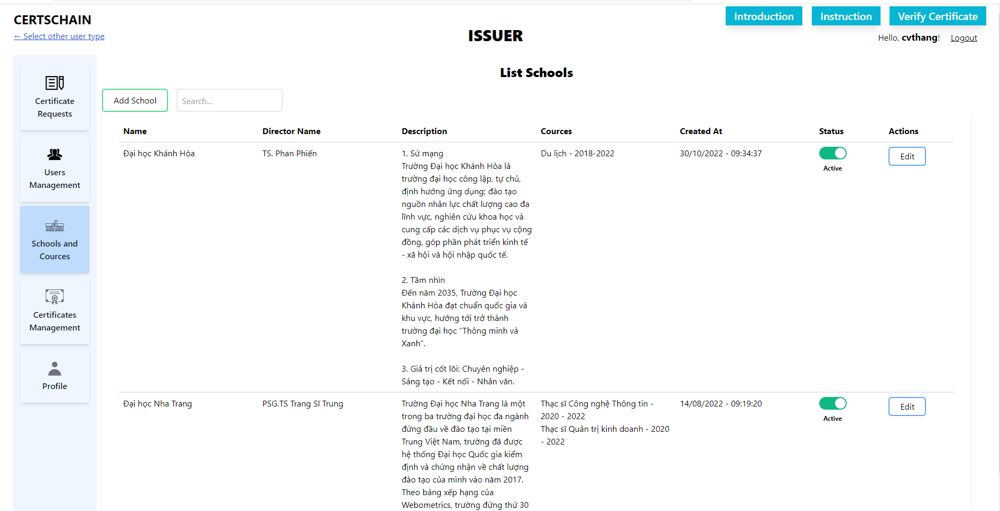 CERTSCHAIN
← Select other user type
ISSUER
Introduction
Instruction
Verify Certificate
Hello, cvthang!
Logout
Certificate
Requests
Users
Management
Schools and
Cources
Certificates
Management
Profile
List Schools
Add School
Search...
Name
Director Name
Description
Cources
Created At
Status
Actions
Đại học Khánh Hòa
TS. Phan Phiến
1. Sứ mạng
Trường Đại học Khánh Hòa là
trường đại học công lập, tự chủ,
định hướng ứng dụng; đào tạo
nguồn nhân lực chất lượng cao đa
lĩnh vực, nghiên cứu khoa học và
cung cấp các dịch vụ phục vụ cộng
đồng, góp phần phát triển kinh tế
- xã hội và hội nhập quốc tế.
2. Tầm nhìn
Đến năm 2035, Trường Đại học
Khánh Hòa đạt chuẩn quốc gia và
khu vực, hướng tới trở thành
trường đại học "Thông minh và
Xanh".
3. Giá trị cốt lõi: Chuyên nghiệp -
Sáng tạo - Kết nối - Nhân văn.
Du lịch - 2018-2022
30/10/2022 - 09:34:37
Active
Edit
Đại học Nha Trang
PSG.TS Trang Sĩ Trung
Trường Đại học Nha Trang là một
trong ba trường đại học đa ngành
đứng đầu về đào tạo tại miền
Trung Việt Nam, trường đã được
hệ thống Đại học Quốc gia kiểm
định và chứng nhận về chất lượng
đào tạo của mình vào năm 2017.
Theo bảng xếp hạng của
Webometrics, trường đứng thứ 30
Thạc sĩ Công nghệ Thông tin -
2020 - 2022
Thạc sĩ Quản trị kinh doanh - 2020
- 2022
14/08/2022 - 09:19:20
Active
Edit